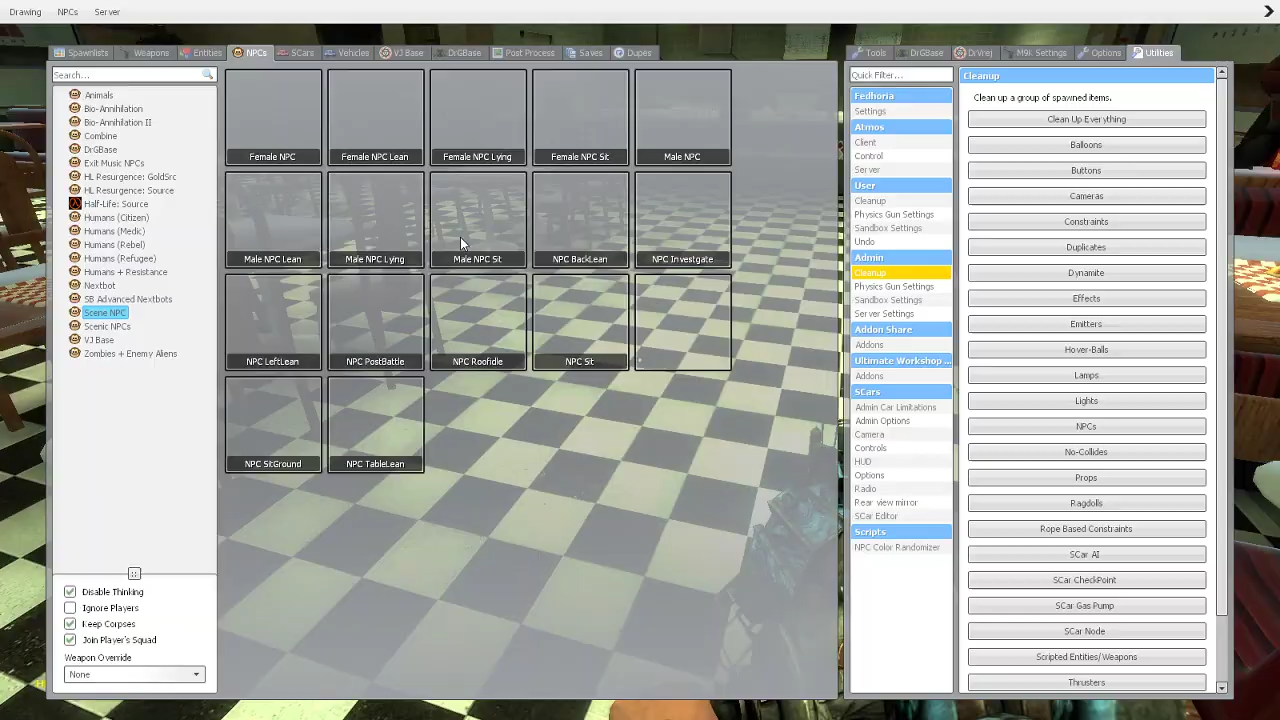 Drawing NPCs Server
Spawnlists Weapons Entities NPCs SCars Vehicles VJ Base DrGBase Post Process Saves Dupes
Tools DrGBase DrVrej M9K Settings Options Utilities
Search...
Animals
Bio-Annihilation
Bio-Annihilation II
Combine
DrGBase
Exit Music NPCs
HL Resurgence: GoldSrc
HL Resurgence: Source
Half-Life: Source
Humans (Citizen)
Humans (Medic)
Humans (Rebel)
Humans (Refugee)
Humans + Resistance
Nextbot
SB Advanced Nextbots
Scene NPC
Scenic NPCs
VJ Base
Zombies + Enemy Aliens
Disable Thinking
Ignore Players
Keep Corpses
Join Player's Squad
Weapon Override
None
Female NPC Female NPC Lean Female NPC Lying Female NPC Sit Male NPC
Male NPC Lean Male NPC Lying Male NPC Sit NPC BackLean NPC Investgate
NPC LeftLean NPC PostBattle NPC Roofidle NPC Sit
NPC SitGround NPC TableLean
Quick Filter...
Fedhoria
Settings
Atmos
Client
Control
Server
User
Cleanup
Physics Gun Settings
Sandbox Settings
Undo
Admin
Cleanup
Physics Gun Settings
Sandbox Settings
Server Settings
Addon Share
Addons
Ultimate Workshop ...
Addons
SCars
Admin Car Limitations
Admin Options
Camera
Controls
HUD
Options
Radio
Rear view mirror
SCar Editor
Scripts
NPC Color Randomizer
Cleanup
Clean up a group of spawned items.
Clean Up Everything
Balloons
Buttons
Cameras
Constraints
Duplicates
Dynamite
Effects
Emitters
Hover-Balls
Lamps
Lights
NPCs
No-Collides
Props
Ragdolls
Rope Based Constraints
SCar AI
SCar CheckPoint
SCar Gas Pump
SCar Node
Scripted Entities/Weapons
Thrusters